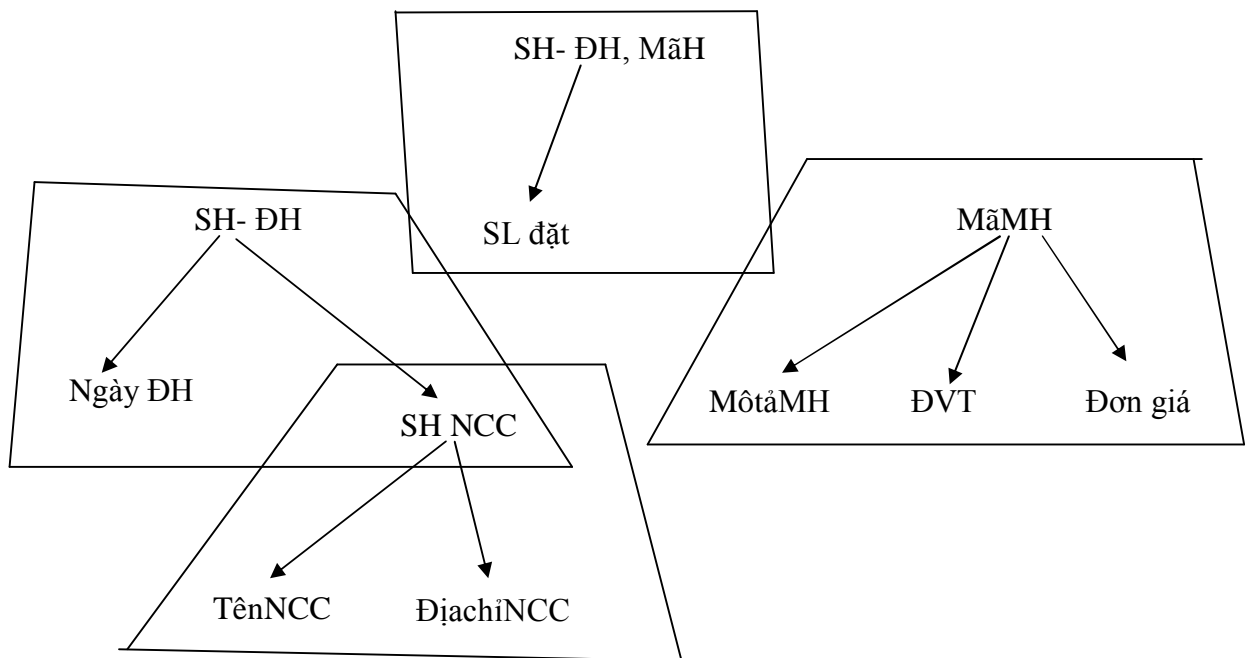 SH- ĐH, MãH
SL đặt
SH- ĐH
Ngày ĐH
SH NCC
TênNCC
ĐịachỉNCC
MãMH
MôtảMH
ĐVT
Đơn giá